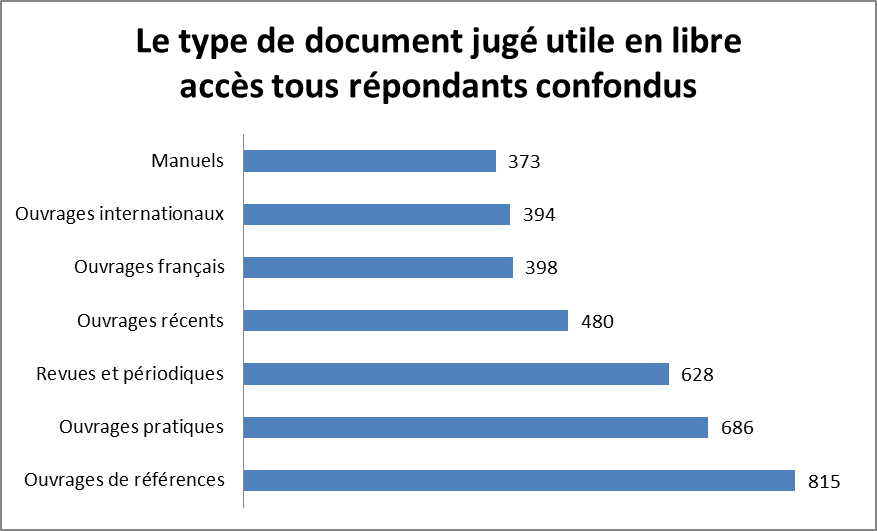 Le type de document jugé utile en libre
accès tous répondants confondus
Manuels 373
Ouvrages internationaux 394
Ouvrages français 398
Ouvrages récents 480
Revues et périodiques 628
Ouvrages pratiques 686
Ouvrages de références 815